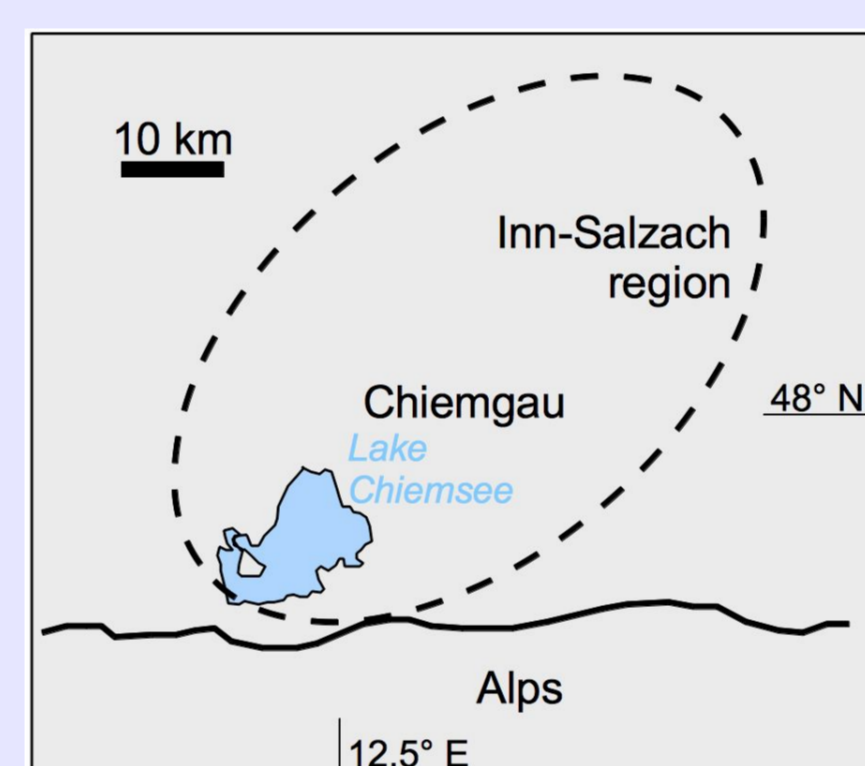 10 km
Inn-Salzach
region
Chiemgau
Lake
Chiemsee
48° N
Alps
12.5° E